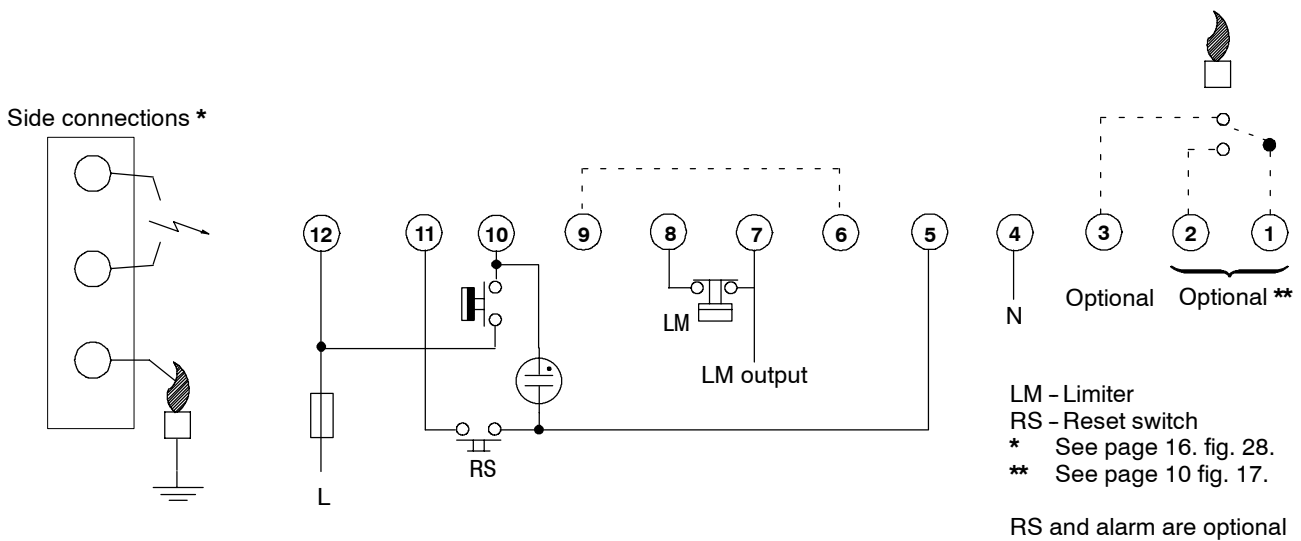 Side connections *
12
11
10
9
8
7
6
5
4
3
2
1
Optional
Optional **
N
LM
LM output
RS
L
LM – Limiter
RS – Reset switch
* See page 16. fig. 28.
** See page 10 fig. 17.
RS and alarm are optional